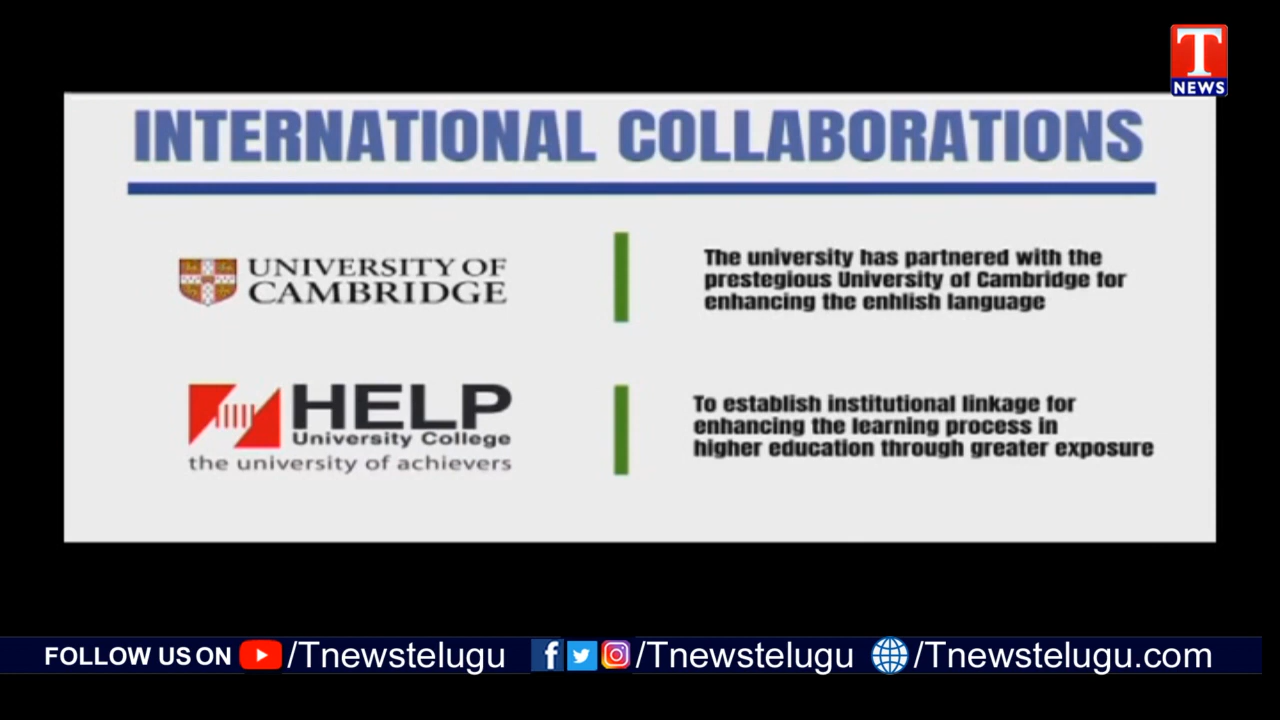 T
NEWS
INTERNATIONAL COLLABORATIONS
UNIVERSITY OF
CAMBRIDGE
The university has partnered with the
prestegious University of Cambridge for
enhancing the enhlish language
HELP
University College
the university of achievers
To establish institutional linkage for
enhancing the learning process in
higher education through greater exposure
FOLLOW US ON /Tnewstelugu f /Tnewstelugu /Tnewstelugu.com